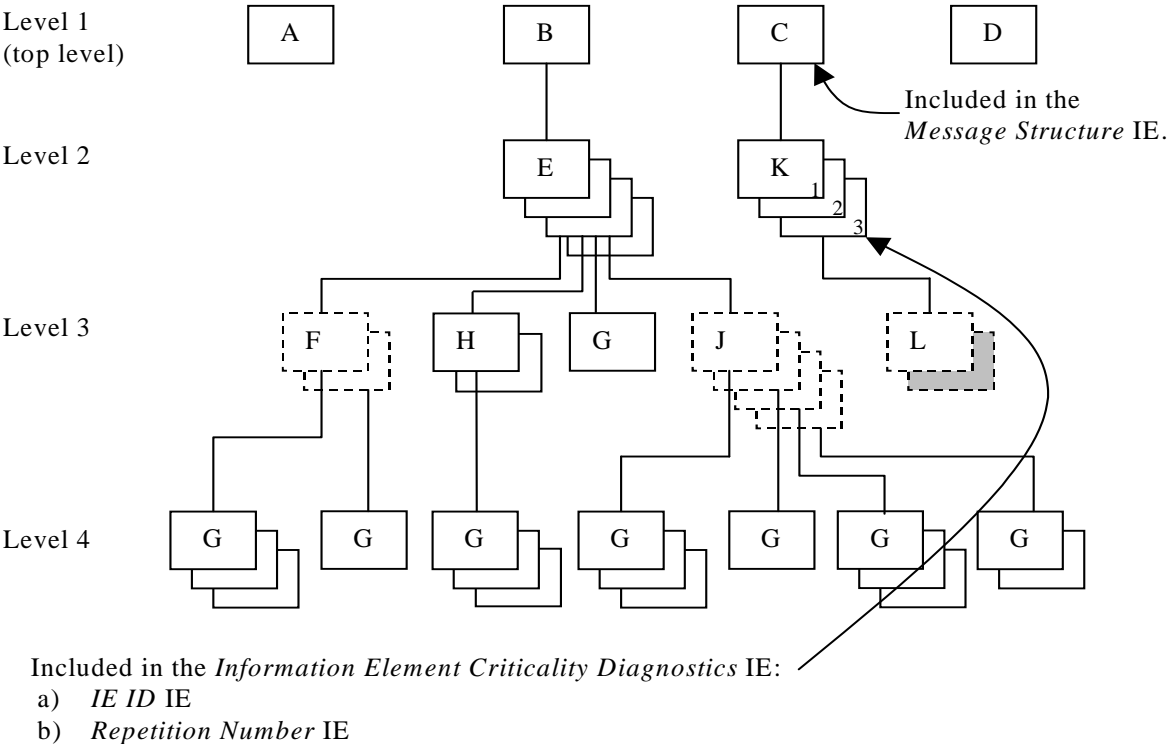 Level 1
(top level)
A
B
C
D
Included in the
Message Structure IE.
Level 2
E
K
1
2
3
Level 3
F
H
G
J
L
Level 4
G
G
G
G
G
G
G
Included in the Information Element Criticality Diagnostics IE:
a) IE ID IE
b) Repetition Number IE